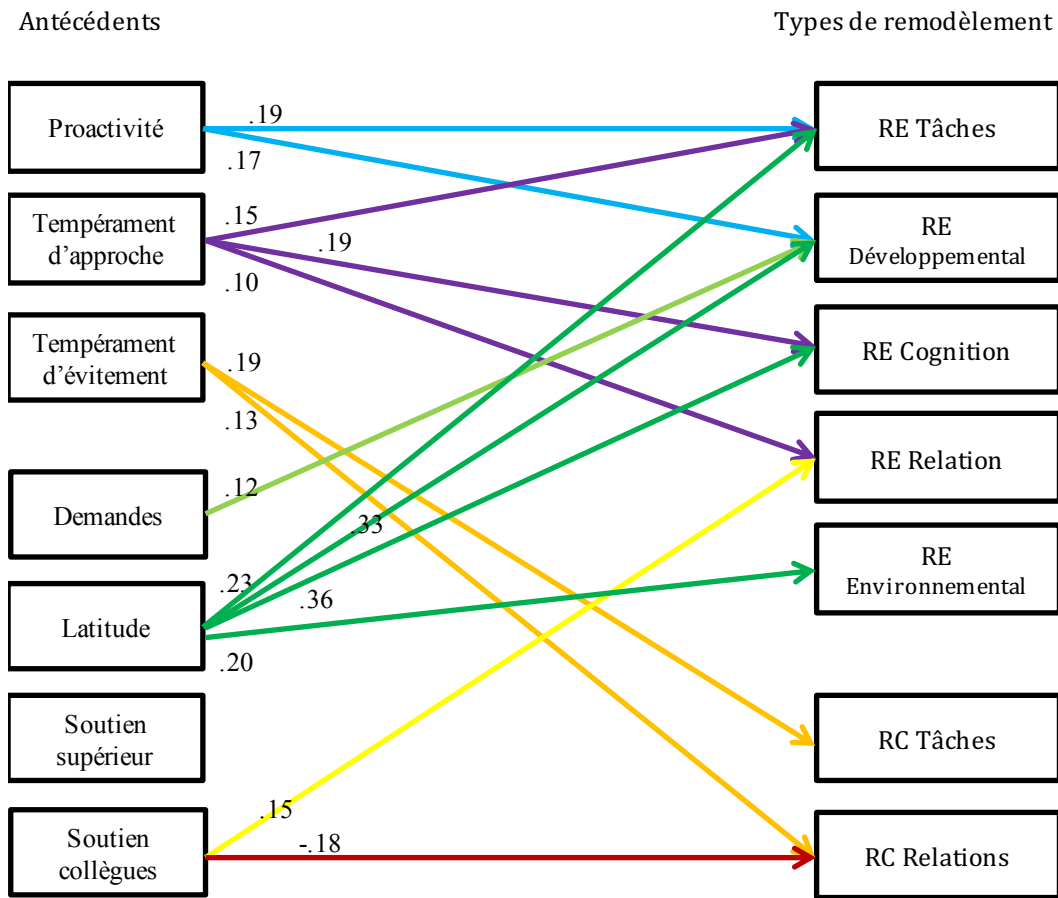 Antécédents
Types de remodèlement
Proactivité
.19
RE Tâches
.17
Tempérament
d’approche
.15
.19
.10
RE
Développemental
Tempérament
d’évitement
.19
.13
RE Cognition
RE Relation
Demandes
.12
.33
RE
Environnemental
Latitude
.23
.36
.20
Soutien
supérieur
RC Tâches
Soutien
collègues
.15
-.18
RC Relations